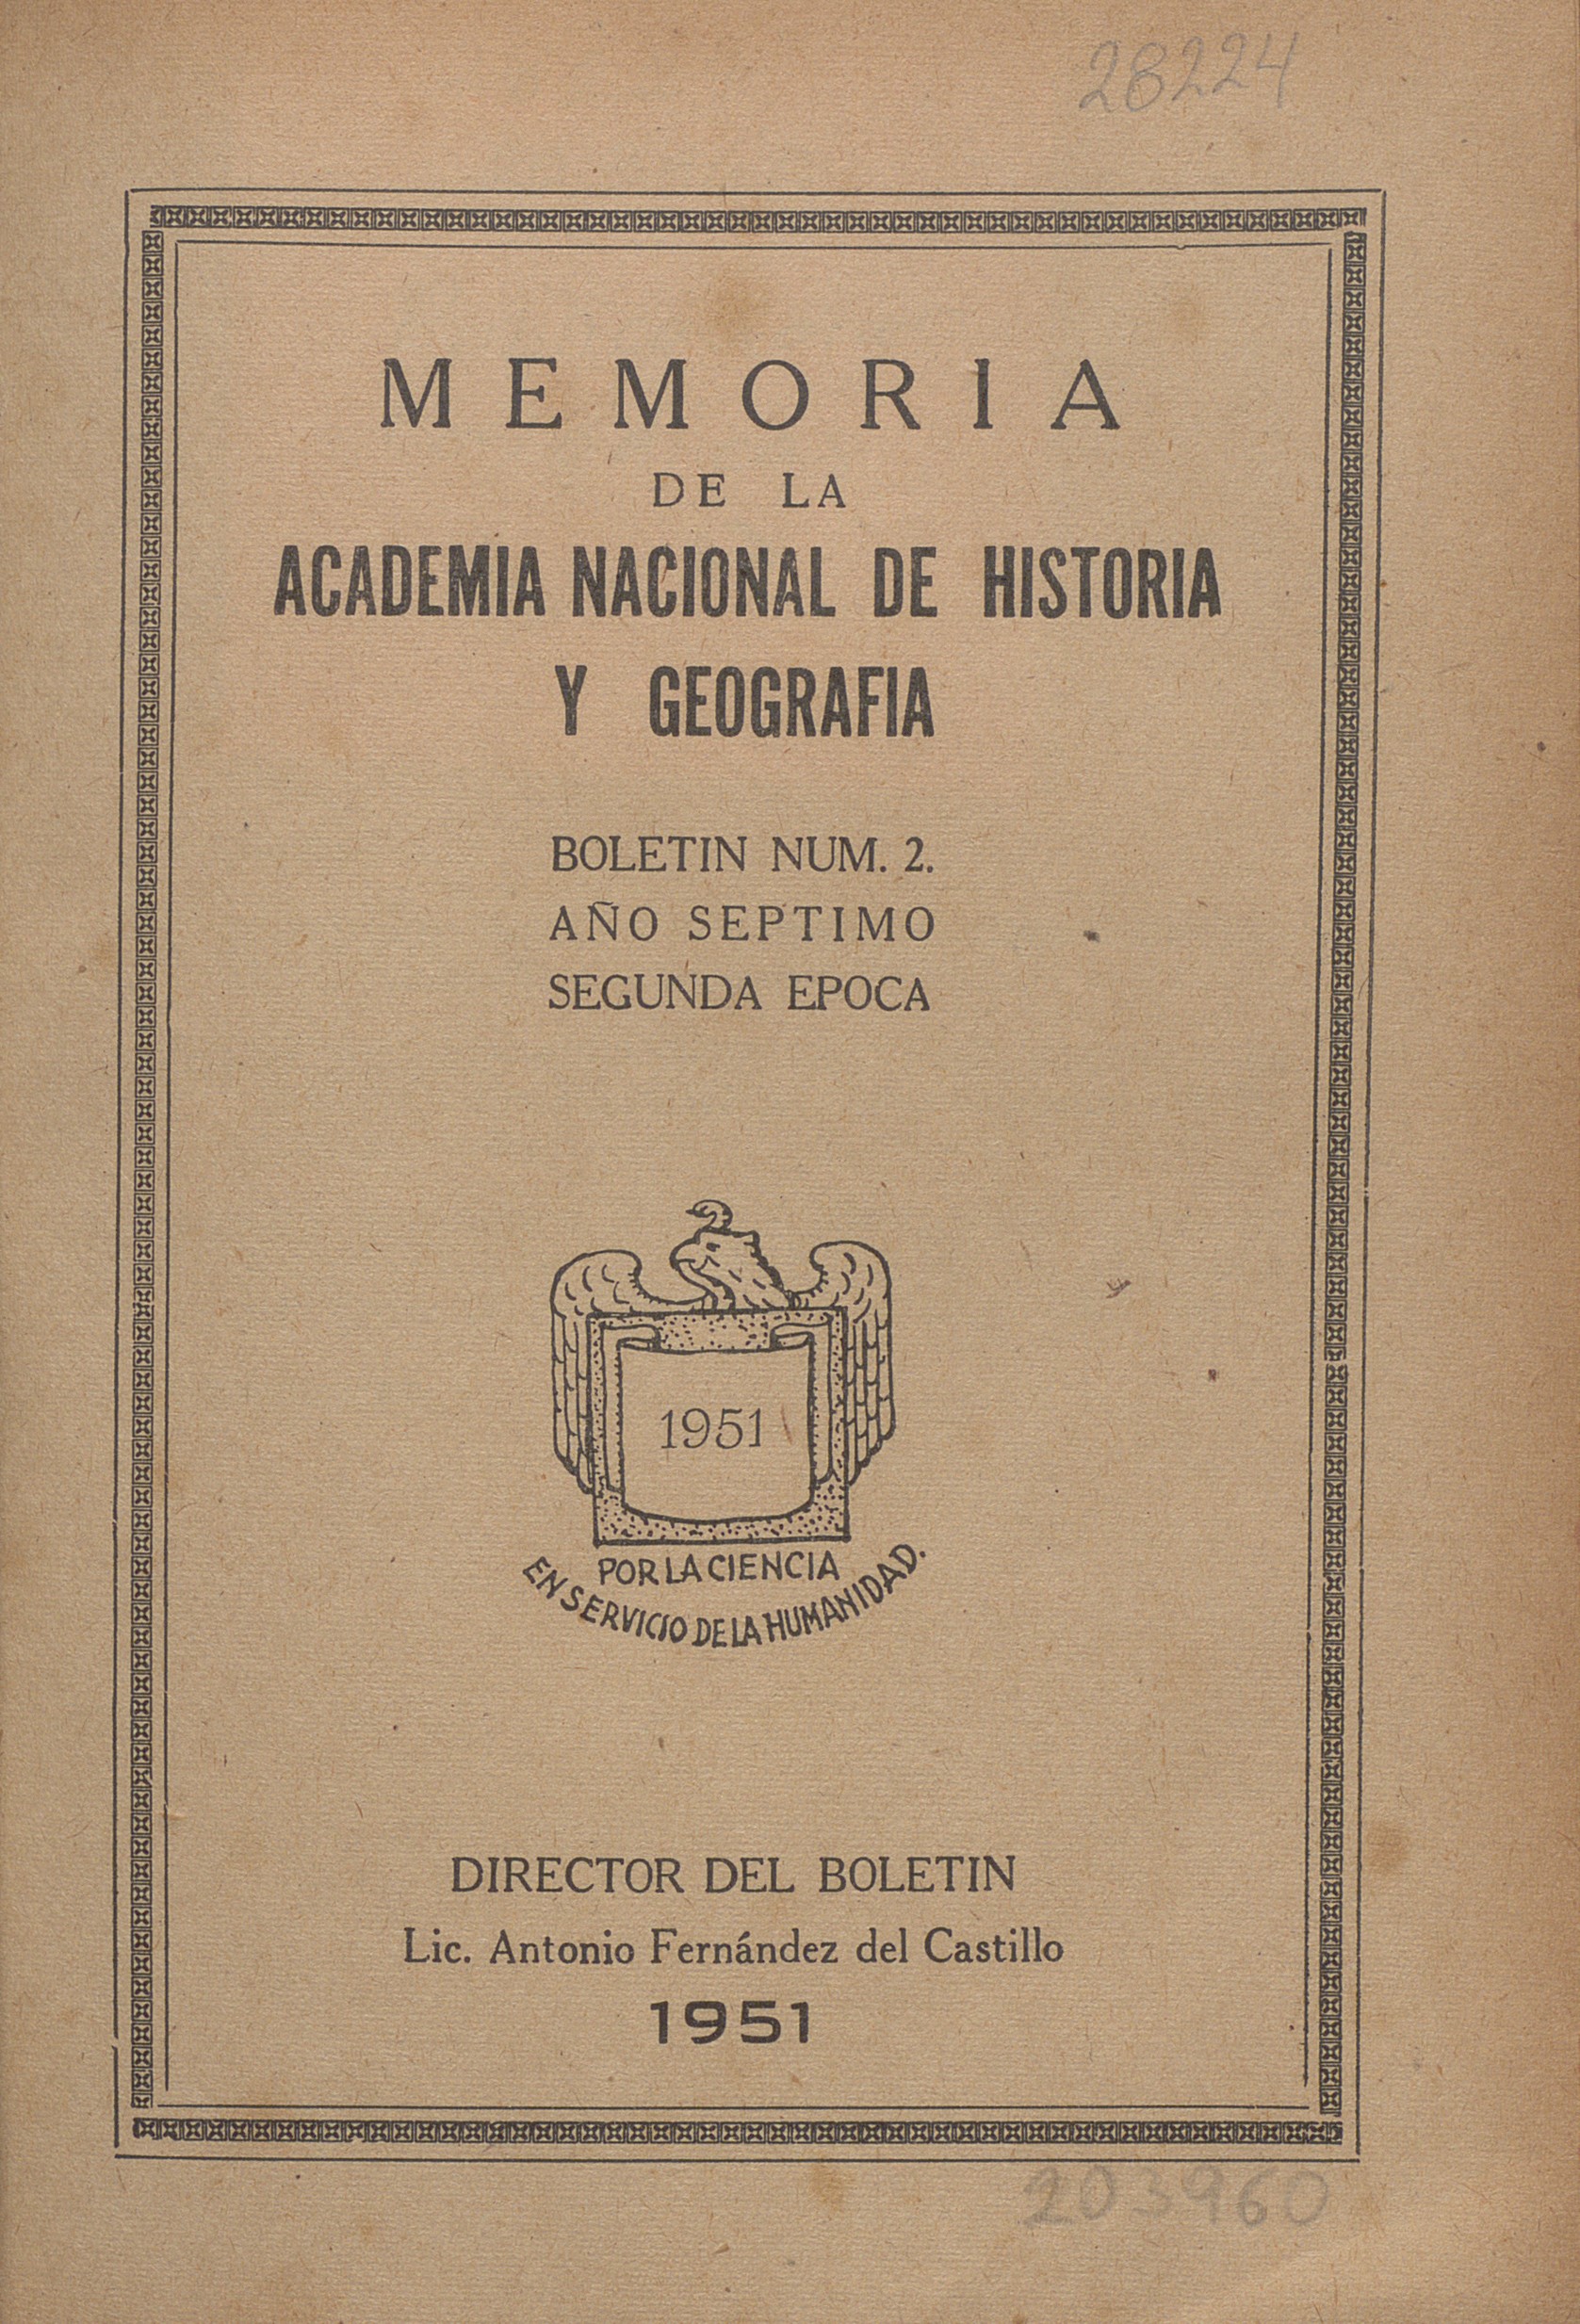 28224
MEMORIA
DE LA
ACADEMIA NACIONAL DE HISTORIA
Y GEOGRAFIA
BOLETIN NUM. 2.
AÑO SEPTIMO
SEGUNDA EPOCA
1951
POR LA CIENCIA
EN SERVICIO DE LA HUMANIDAD.
DIRECTOR DEL BOLETIN
Lic. Antonio Fernández del Castillo
1951
203960